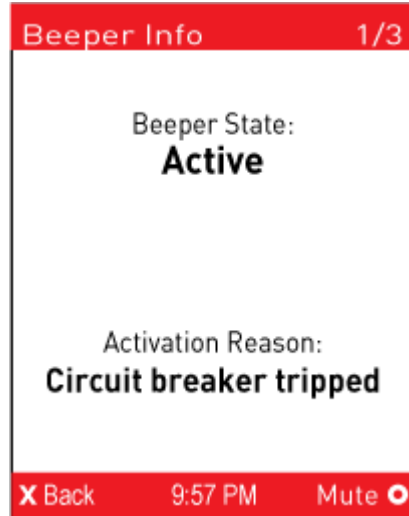 Beeper Info 1/3
Beeper State:
Active
Activation Reason:
Circuit breaker tripped
X Back 9:57 PM Mute O